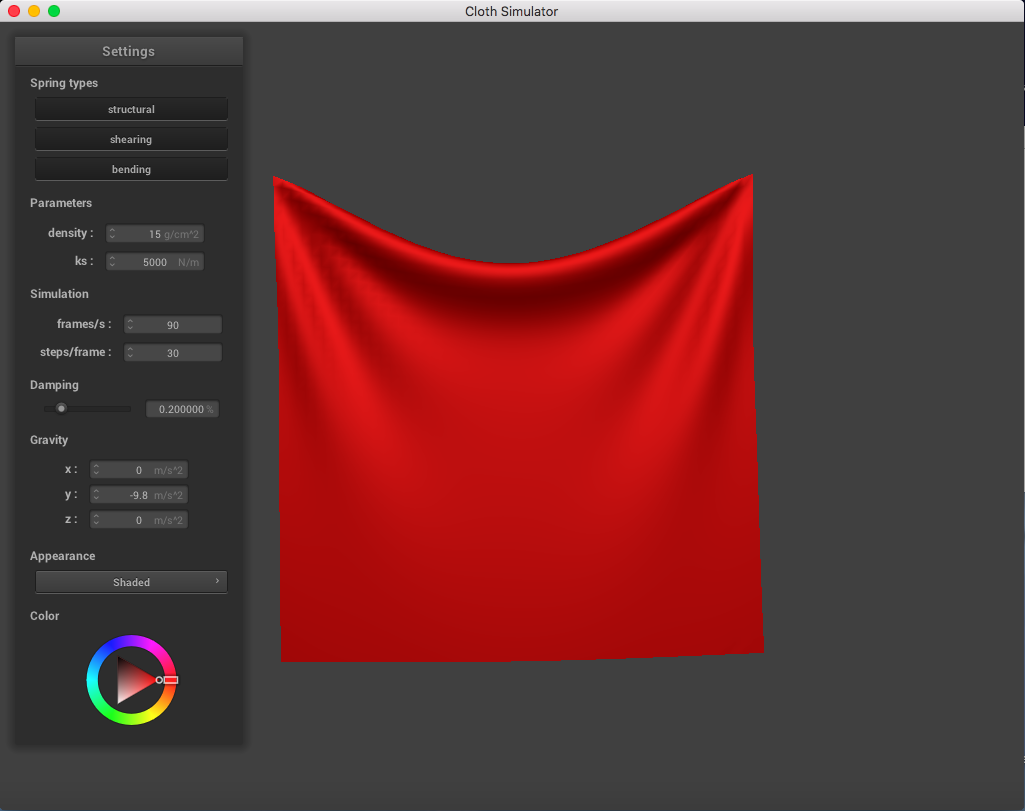 Cloth Simulator
Settings
Spring types
structural
shearing
bending
Parameters
density : 15 g/cm^2
ks : 5000 N/m
Simulation
frames/s : 90
steps/frame : 30
Damping
0.200000 %
Gravity
x : 0 m/s^2
y : -9.8 m/s^2
z : 0 m/s^2
Appearance
Shaded
Color